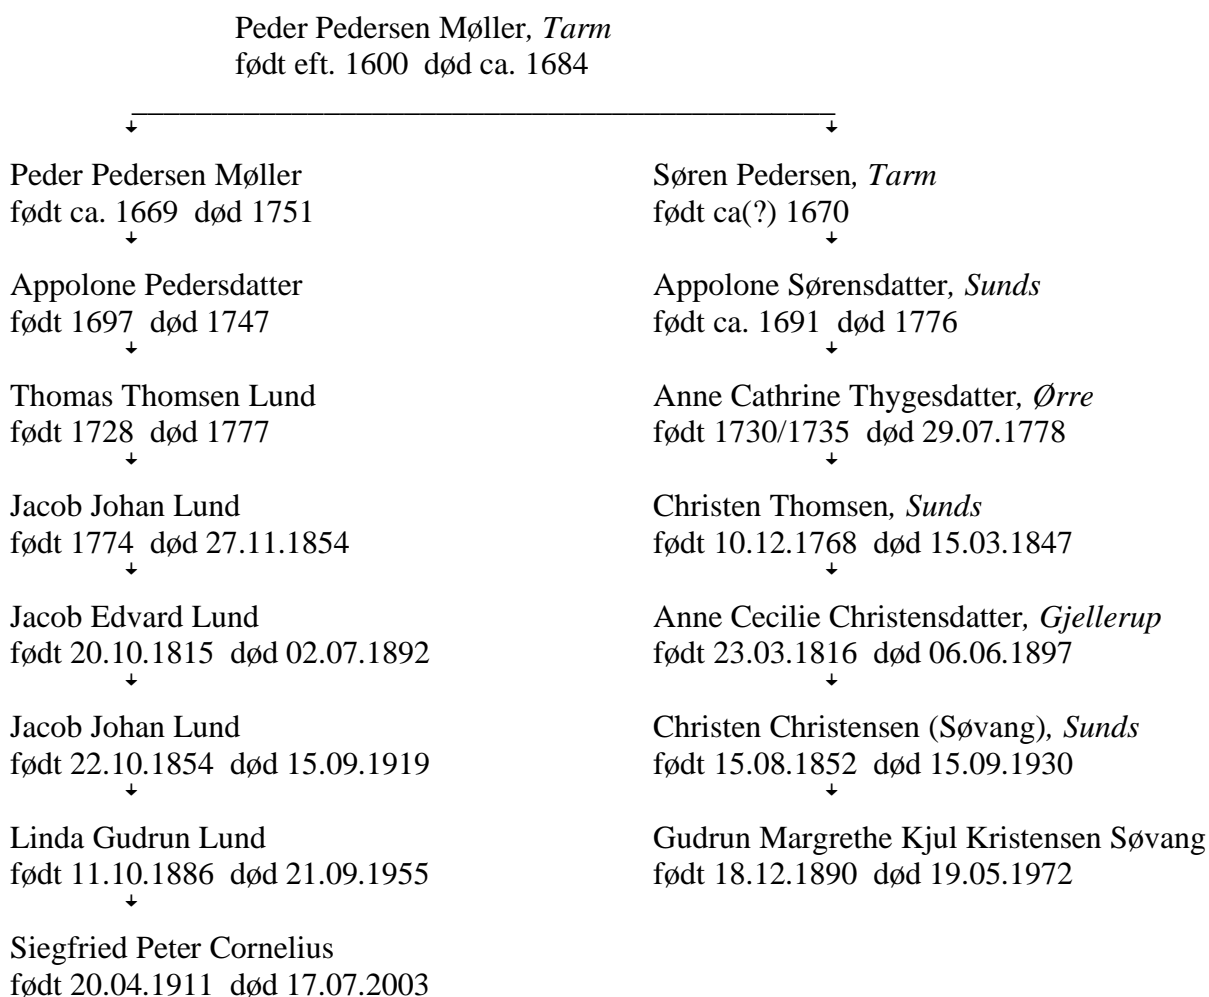 Peder Pedersen Møller, Tarm
født eft. 1600 død ca. 1684
Peder Pedersen Møller
født ca. 1669 død 1751
Søren Pedersen, Tarm
født ca(?) 1670
Appolone Pedersdatter
født 1697 død 1747
Appolone Sørensdatter, Sunds
født ca. 1691 død 1776
Thomas Thomsen Lund
født 1728 død 1777
Anne Cathrine Thygesdatter, Ørre
født 1730/1735 død 29.07.1778
Jacob Johan Lund
født 1774 død 27.11.1854
Christen Thomsen, Sunds
født 10.12.1768 død 15.03.1847
Jacob Edvard Lund
født 20.10.1815 død 02.07.1892
Anne Cecilie Christensdatter, Gjellerup
født 23.03.1816 død 06.06.1897
Jacob Johan Lund
født 22.10.1854 død 15.09.1919
Christen Christensen (Søvang), Sunds
født 15.08.1852 død 15.09.1930
Linda Gudrun Lund
født 11.10.1886 død 21.09.1955
Gudrun Margrethe Kjul Kristensen Søvang
født 18.12.1890 død 19.05.1972
Siegfried Peter Cornelius
født 20.04.1911 død 17.07.2003